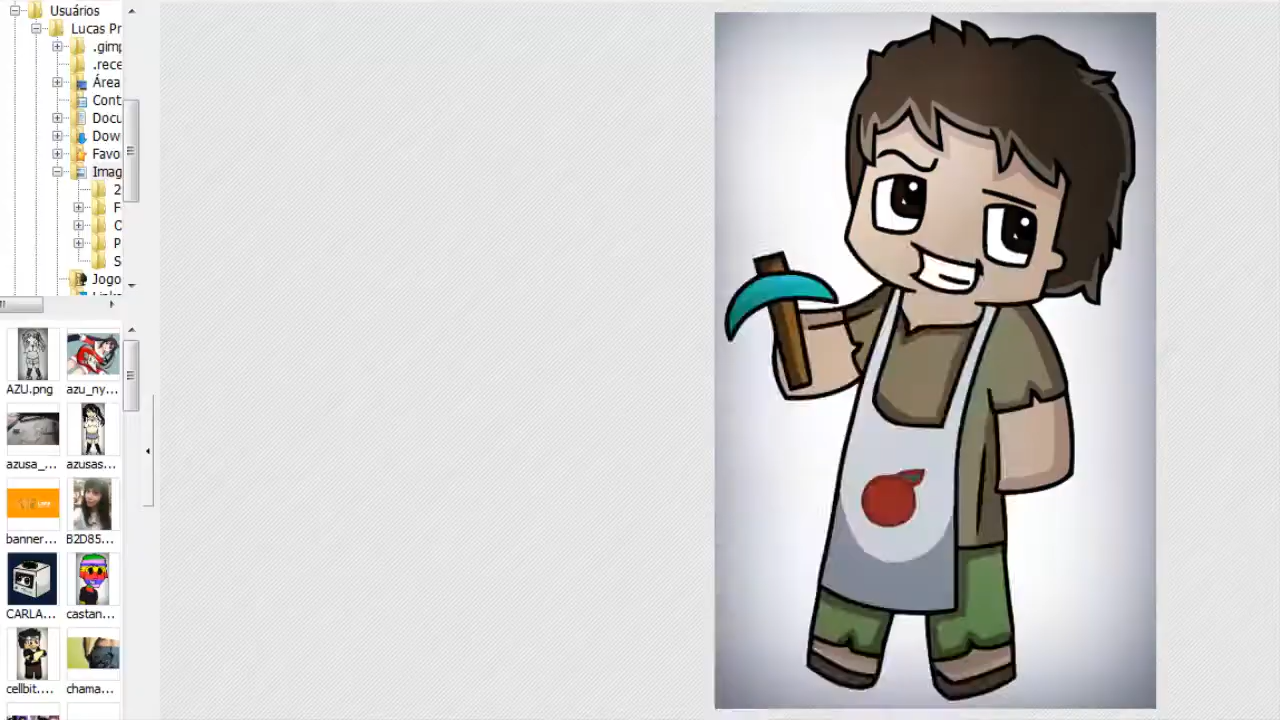 Usuários
Lucas Pr
.gimp
.rece
Área
Cont
Docu
Dow
Favo
Imag
2
F
O
P
S
Jogo
AZU.png
azu_ny...
azusa_...
azusas...
banner...
B2D85...
CARLA...
castan...
cellbit....
chama...